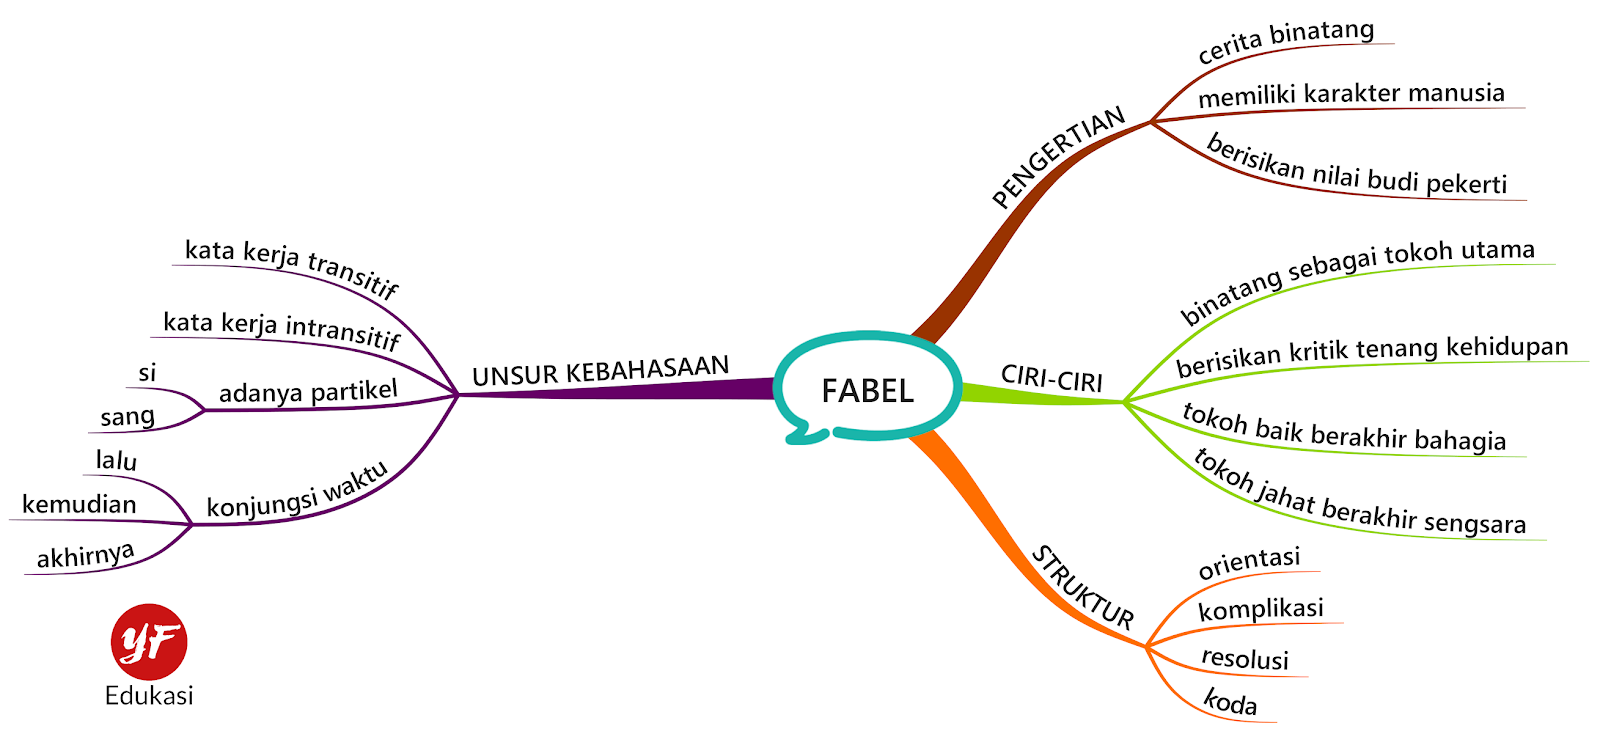 FABEL
PENGERTIAN
cerita binatang
memiliki karakter manusia
berisikan nilai budi pekerti
CIRI-CIRI
binatang sebagai tokoh utama
berisikan kritik tenang kehidupan
tokoh baik berakhir bahagia
tokoh jahat berakhir sengsara
STRUKTUR
orientasi
komplikasi
resolusi
koda
UNSUR KEBAHASAAN
kata kerja transitif
kata kerja intransitif
adanya partikel
si
sang
konjungsi waktu
lalu
kemudian
akhirnya
YF
Edukasi